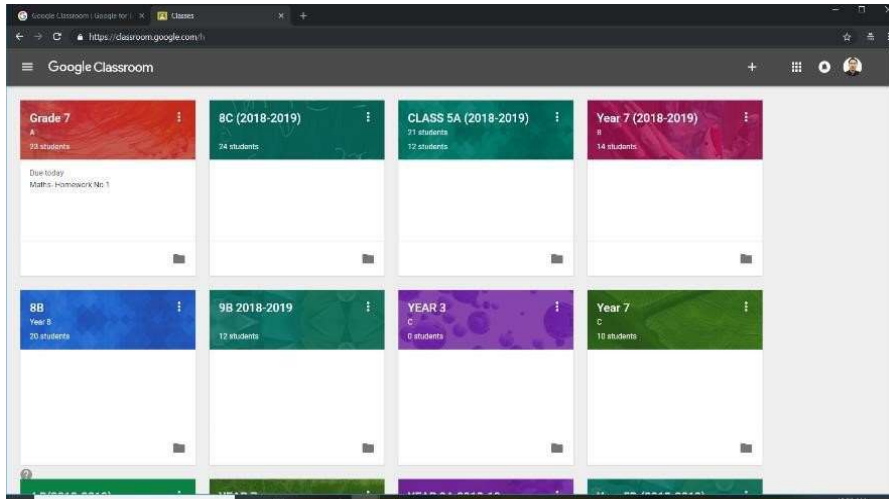 Google Classroom | Google for
Classes
https://classroom.google.com/h
Google Classroom
Grade 7
A
23 students
Due today
Maths- Homework No 1
8C (2018-2019)
24 students
CLASS 5A (2018-2019)
21 students
12 students
Year 7 (2018-2019)
B
14 students
8B
Year 8
20 students
9B 2018-2019
12 students
YEAR 3
C
0 students
Year 7
C
10 students